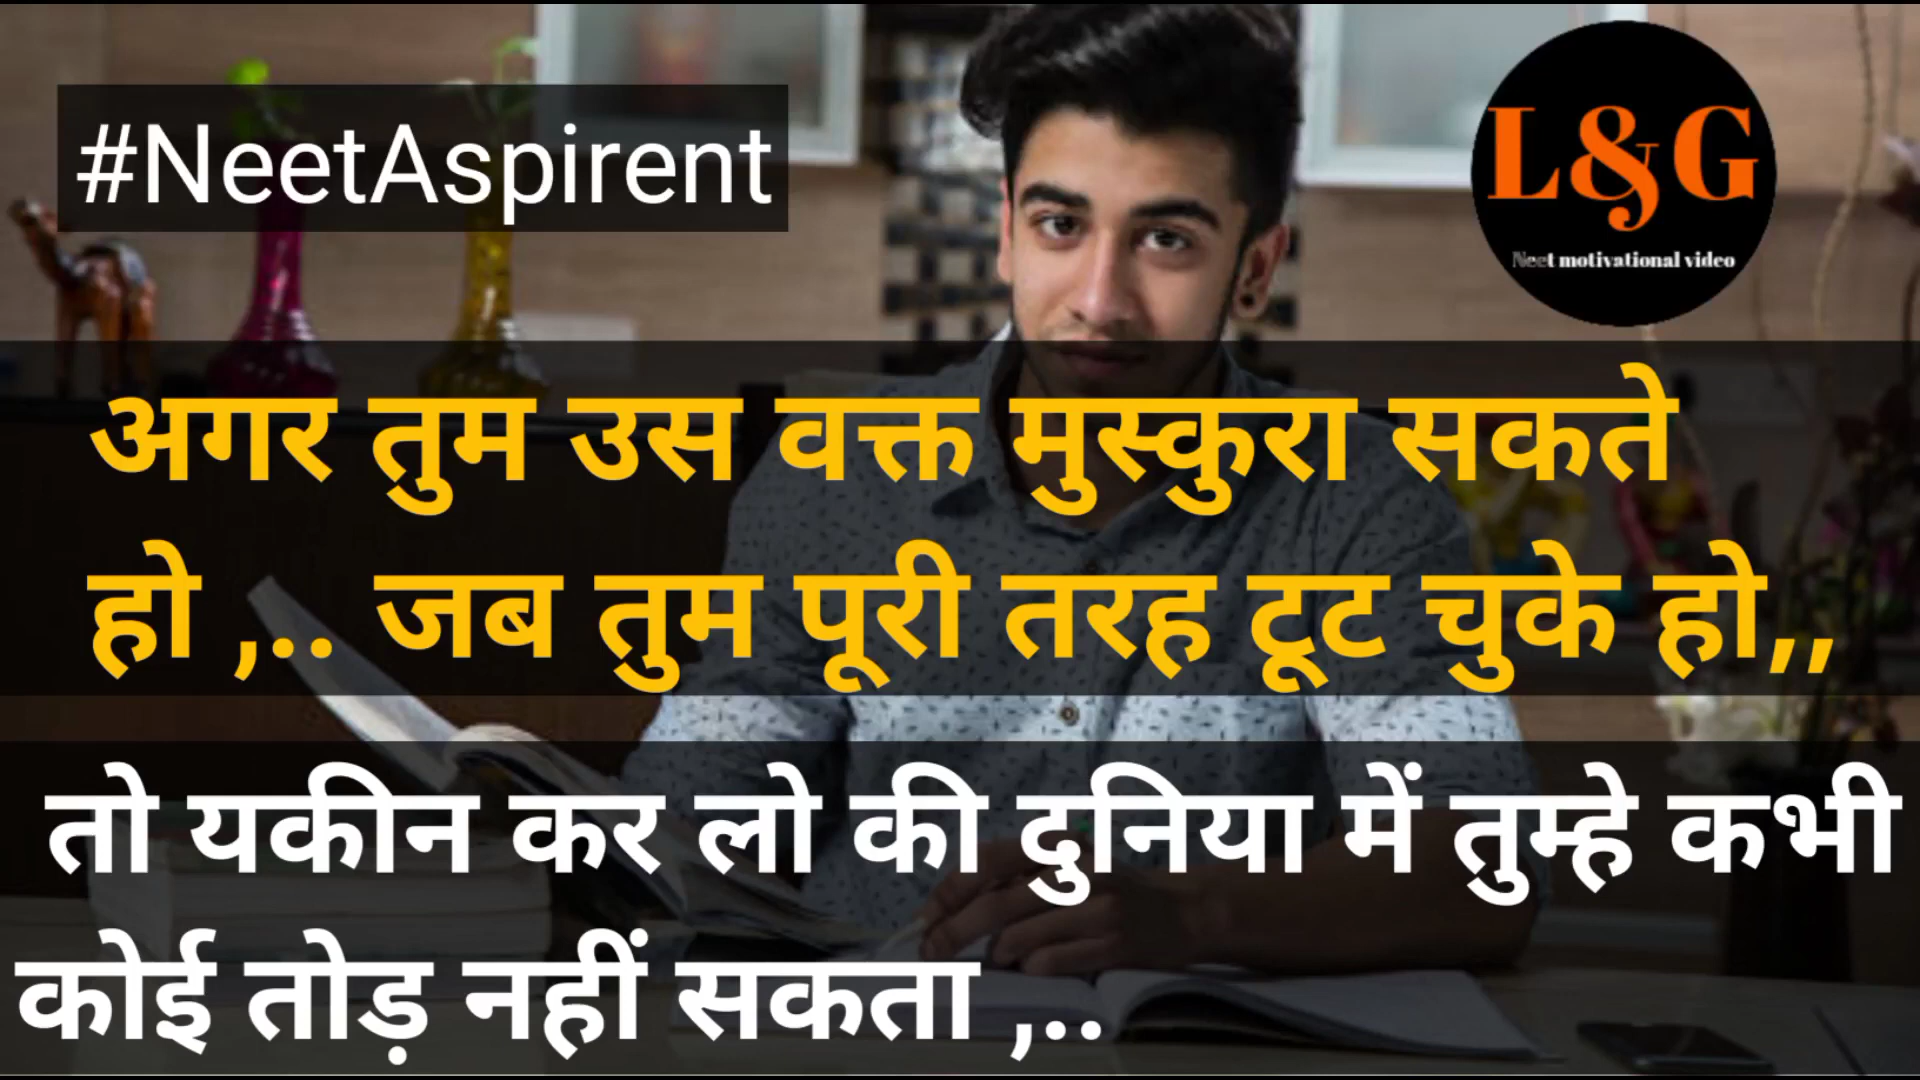 #NeetAspirent
L&G
Neet motivational video
अगर तुम उस वक्त मुस्कुरा सकते
हो ,.. जब तुम पूरी तरह टूट चुके हो,,
तो यकीन कर लो की दुनिया में तुम्हे कभी
कोई तोड़ नहीं सकता ,..